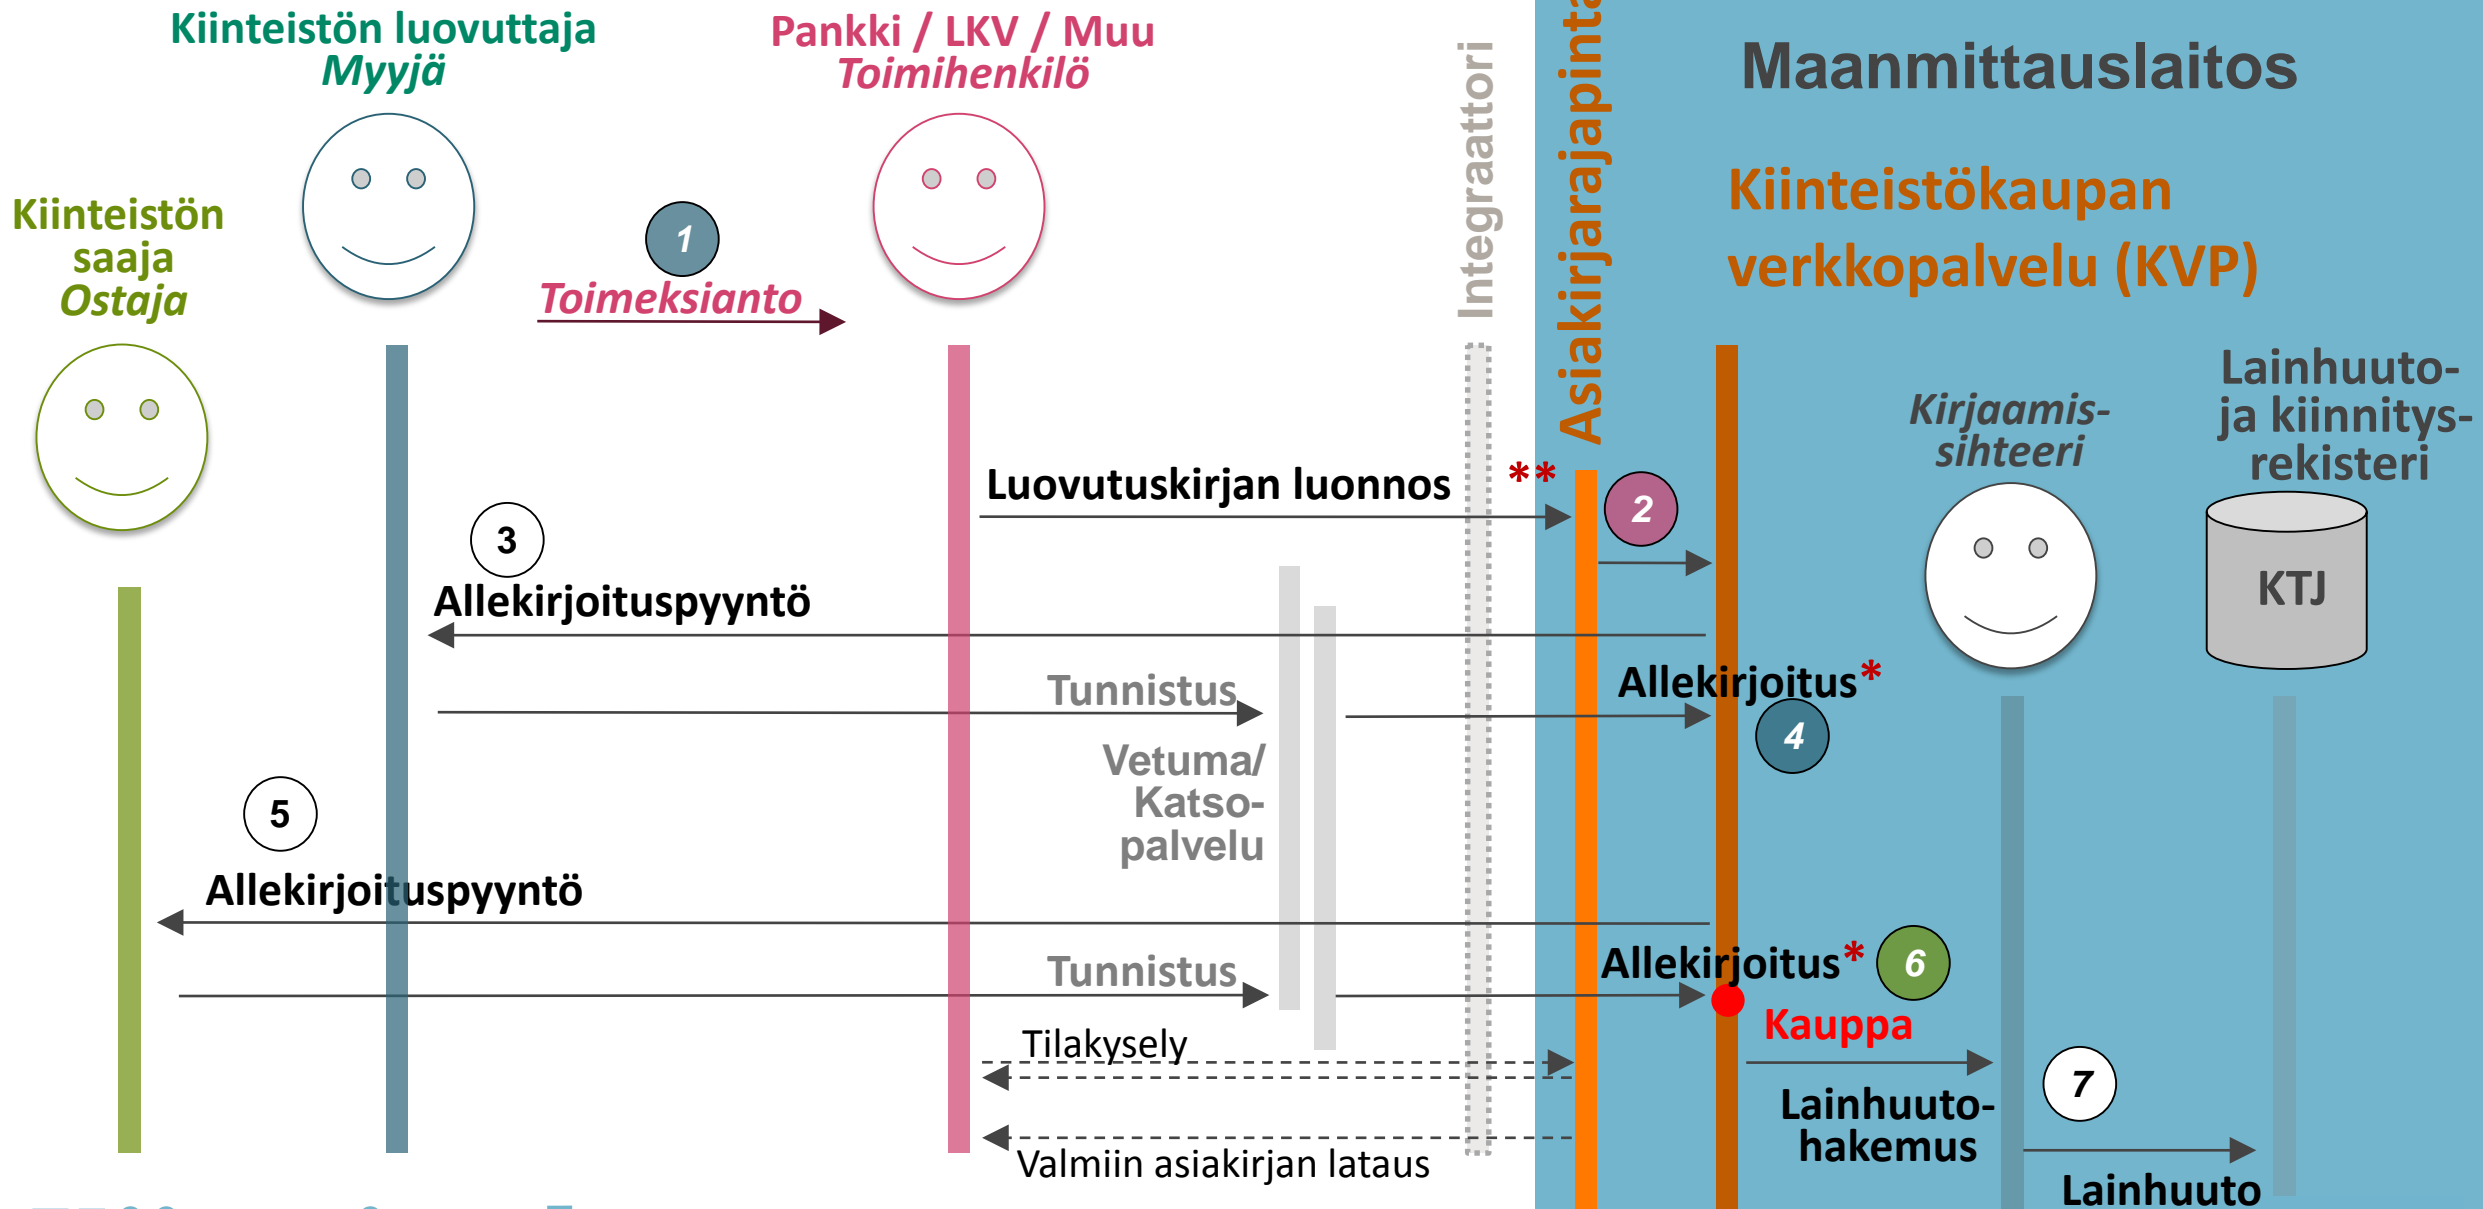 Kiinteistön luovuttaja
Myyjä
Pankki / LKV / Muu
Toimihenkilö
Integraattori
Asiakirjarajapinta
Maanmittauslaitos
Kiinteistökaupan
verkkopalvelu (KVP)
Kiinteistön
saaja
Ostaja
1
Toimeksianto
Kirjaamis-
sihteeri
Lainhuuto-
ja kiinnitys-
rekisteri
KTJ
Luovutuskirjan luonnos **
2
3
Allekirjoituspyyntö
Tunnistus
Allekirjoitus*
4
Vetuma/
Katso-
palvelu
5
Allekirjoituspyyntö
Tunnistus
Allekirjoitus*
6
Kauppa
Tilakysely
Lainhuuto-
hakemus
7
Valmiin asiakirjan lataus
Lainhuuto